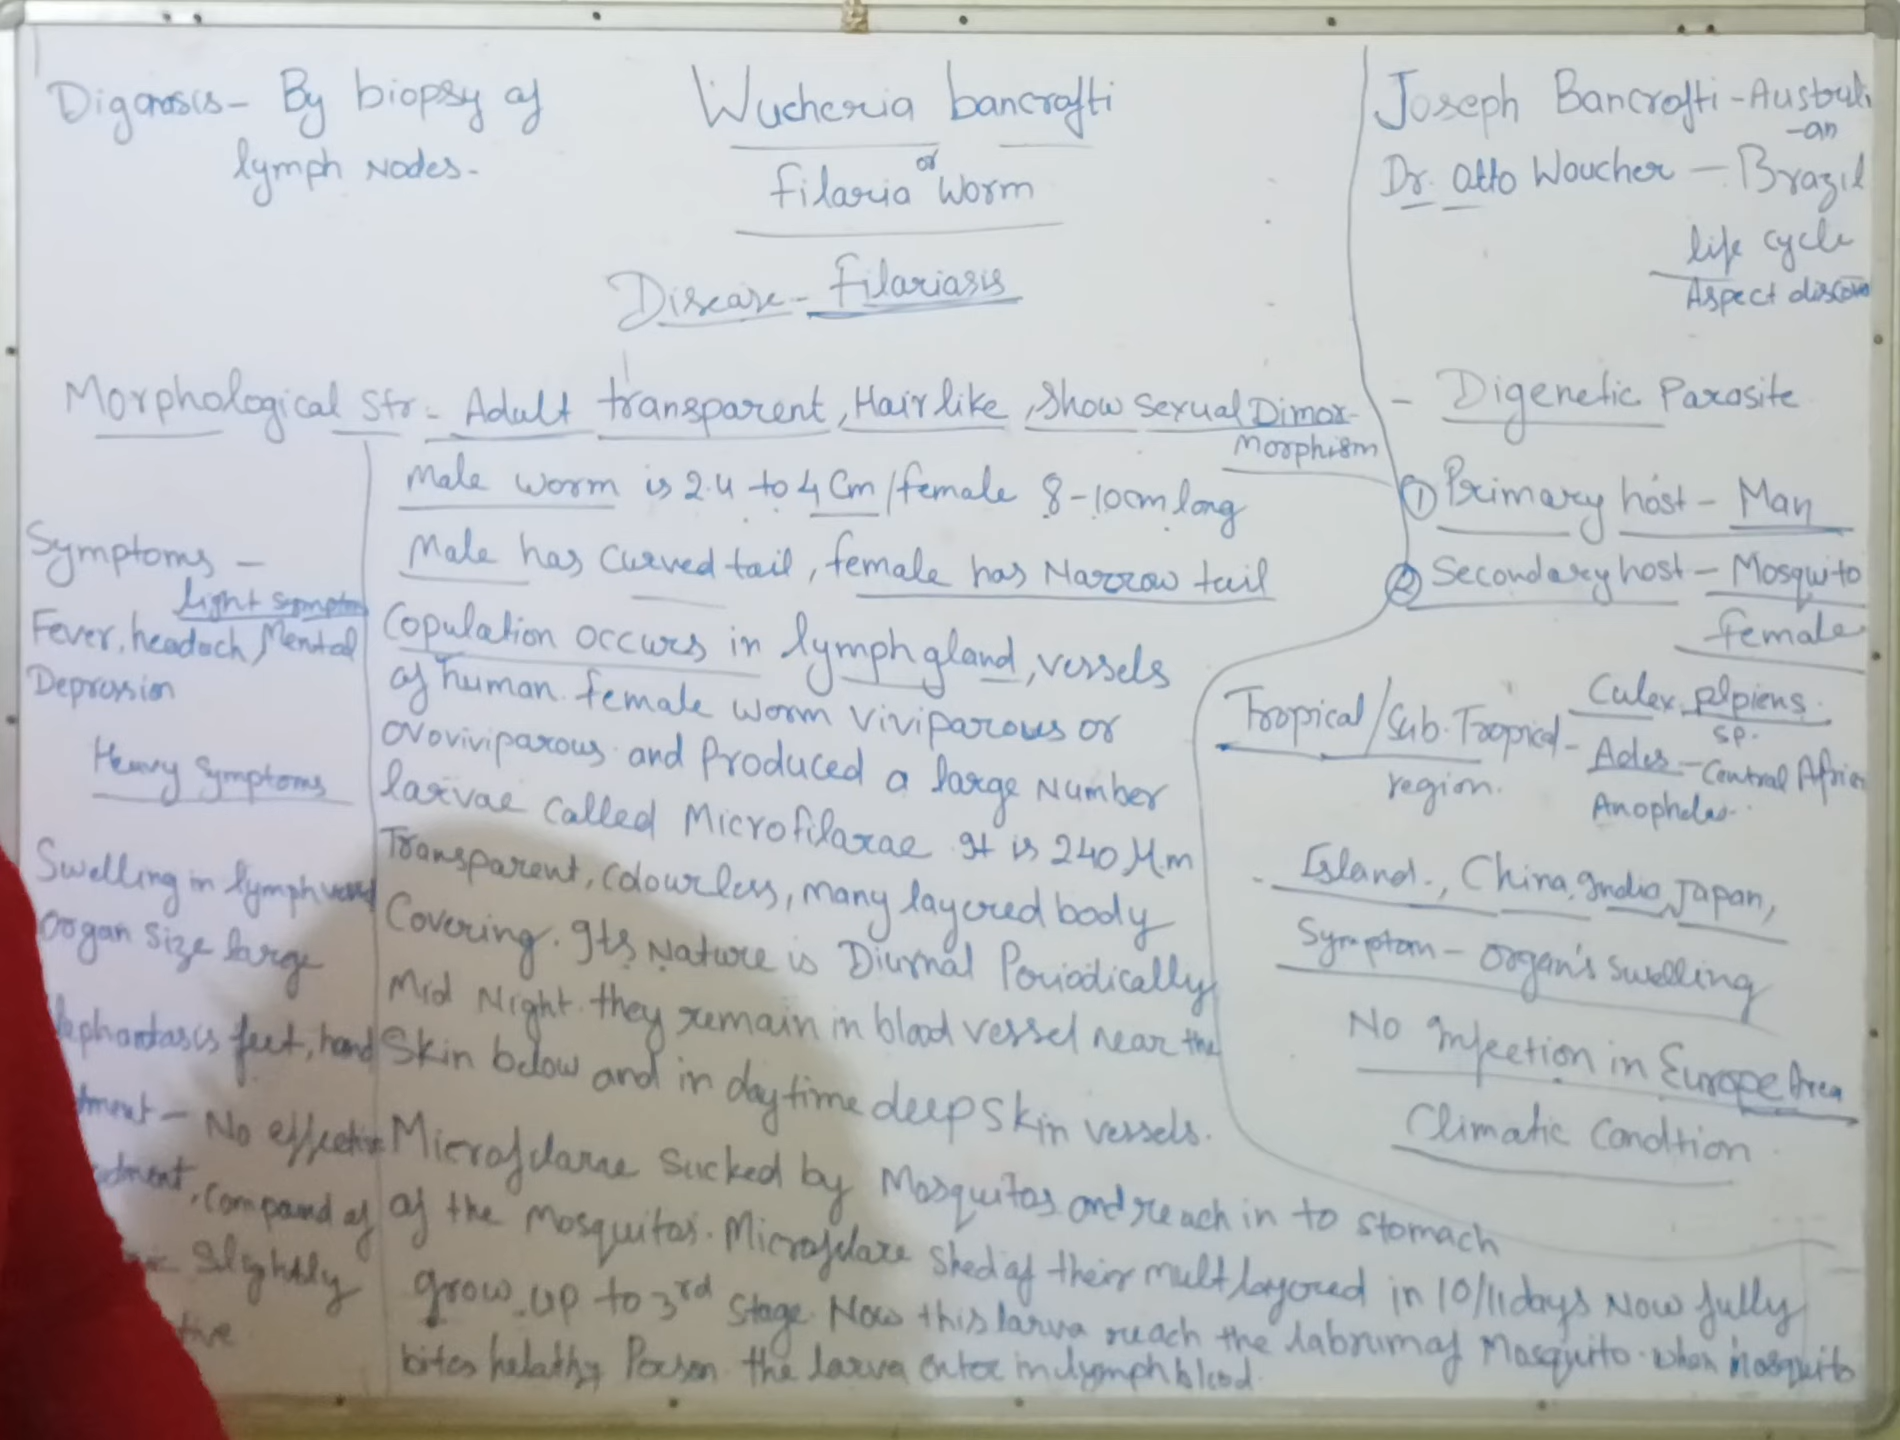 Wucheria bancrofti
or
filaria worm
Disease - Filariasis
Digonosis - By biopsy of
lymph Nodes.
Joseph Bancrofti - Austrili
-an
Dr. Otto Woucher - Brazil
life cycle
Aspect discov
Morphological Str - Adult transparent, Hairlike, show sexual Dimor-
Morphism
Male worm is 2.4 to 4 Cm / female 8-10cm long
Male has curved tail, female has Narrow tail
Copulation occurs in lymph gland, vessels
of human. female worm viviparous or
ovoviviparous and Produced a large Number
larvae called Microfilarae. It is 240 Mm
Transparent, colourless, many layered body
Covering. Its Nature is Diurnal Periodically
Mid Night they remain in blood vessel near the
Skin below and in daytime deep skin vessels.
Microfilarae sucked by Mosquitos and reach in to stomach
of the Mosquitos. Microfilare shed of their mult layered in 10/11 days Now fully
grow up to 3rd stage. Now this larva reach the labrum of Mosquito. when mosquito
bites helathy Person the larva enter in lymph blood.
Symptoms -
light symptom
Fever, headach, Mental
Depression
Heavy Symptoms
Swelling in lymph
Organ size large
feet, hand
- No effective
compound of
slightly
- Digenetic Parasite
① Primary host - Man
② Secondary host - Mosquito
female
Tropical / Sub. Tropical -
region.
Culex pipiens.
sp.
Ades - Central Afric
Anopheles.
- Island., China, India, Japan,
Symptom - Organ's swelling
No Infection in Europe Area
Climatic Condtion